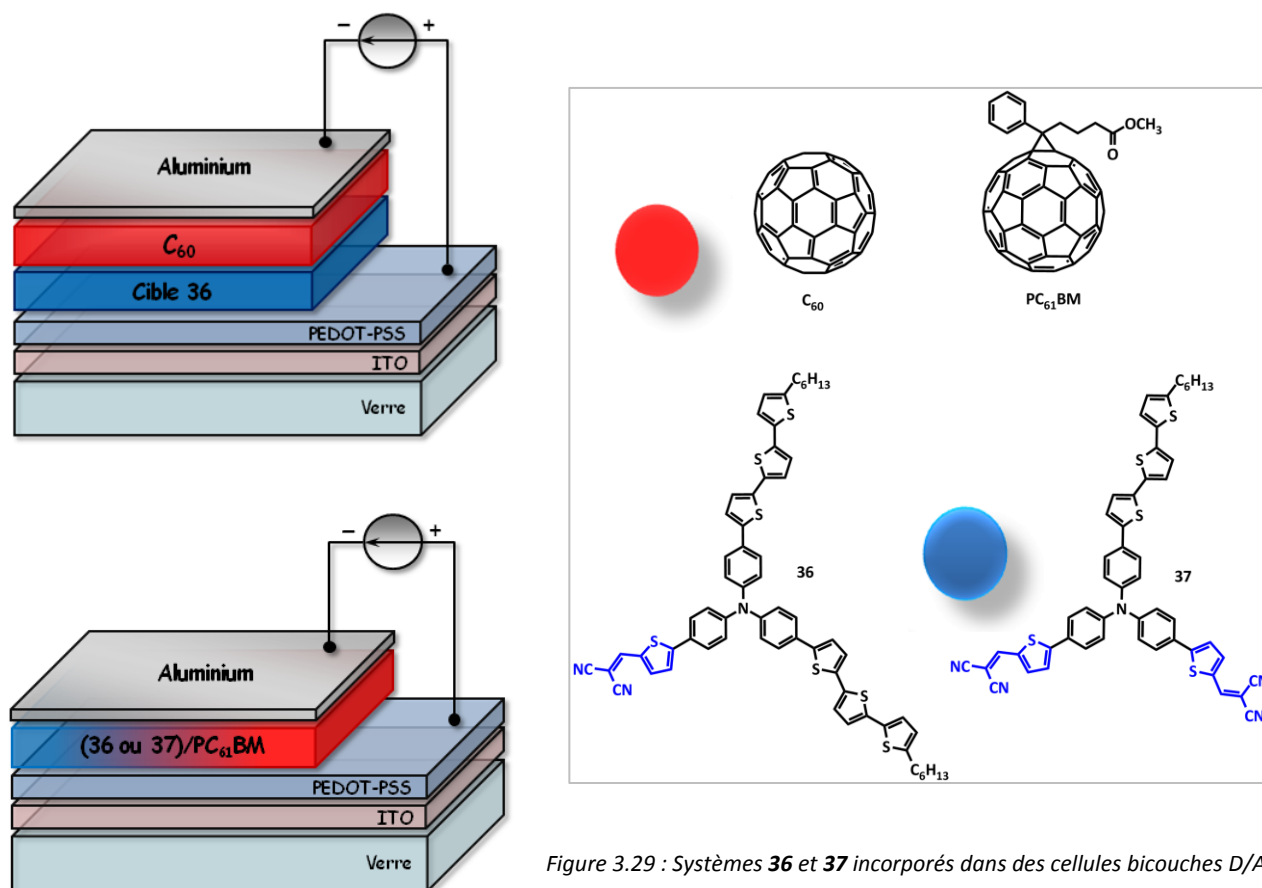 − +
Aluminium
C₆₀
Cible 36
PEDOT-PSS
ITO
Verre
− +
Aluminium
(36 ou 37)/PC₆₁BM
PEDOT-PSS
ITO
Verre
OCH₃
O
C₆₀
PC₆₁BM
C₆H₁₃
S
S
S
36
N
S
NC
CN
S
S
S
C₆H₁₃
C₆H₁₃
S
S
S
37
N
S
NC
CN
S
CN
CN
Figure 3.29 : Systèmes 36 et 37 incorporés dans des cellules bicouches D/A